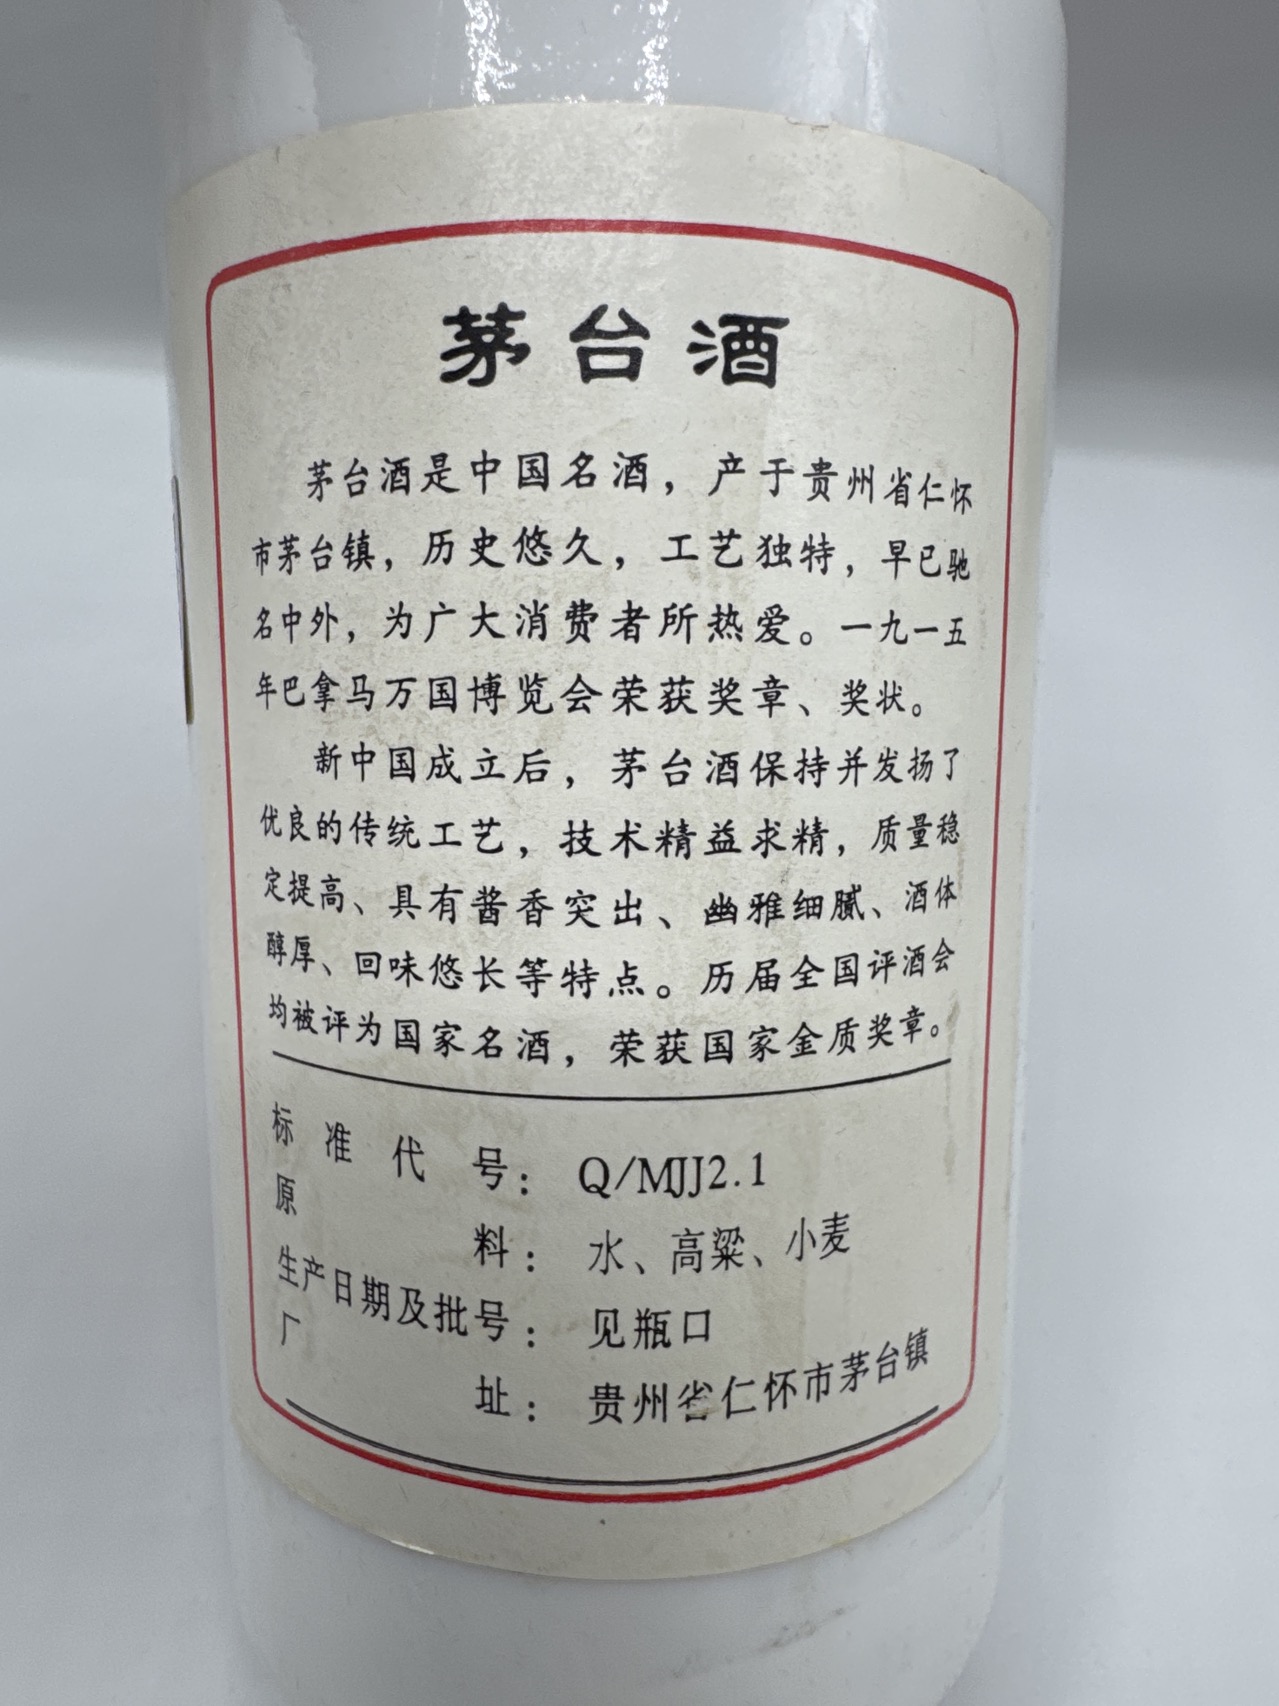 茅台酒
茅台酒是中国名酒，产于贵州省仁怀
市茅台镇，历史悠久，工艺独特，早已驰
名中外，为广大消费者所热爱。一九一五
年巴拿马万国博览会荣获奖章、奖状。
新中国成立后，茅台酒保持并发扬了
优良的传统工艺，技术精益求精，质量稳
定提高、具有酱香突出、幽雅细腻、酒体
醇厚、回味悠长等特点。历届全国评酒会
均被评为国家名酒，荣获国家金质奖章。
标准代号：Q/MJJ2.1
原料：水、高粱、小麦
生产日期及批号：见瓶口
厂址：贵州省仁怀市茅台镇